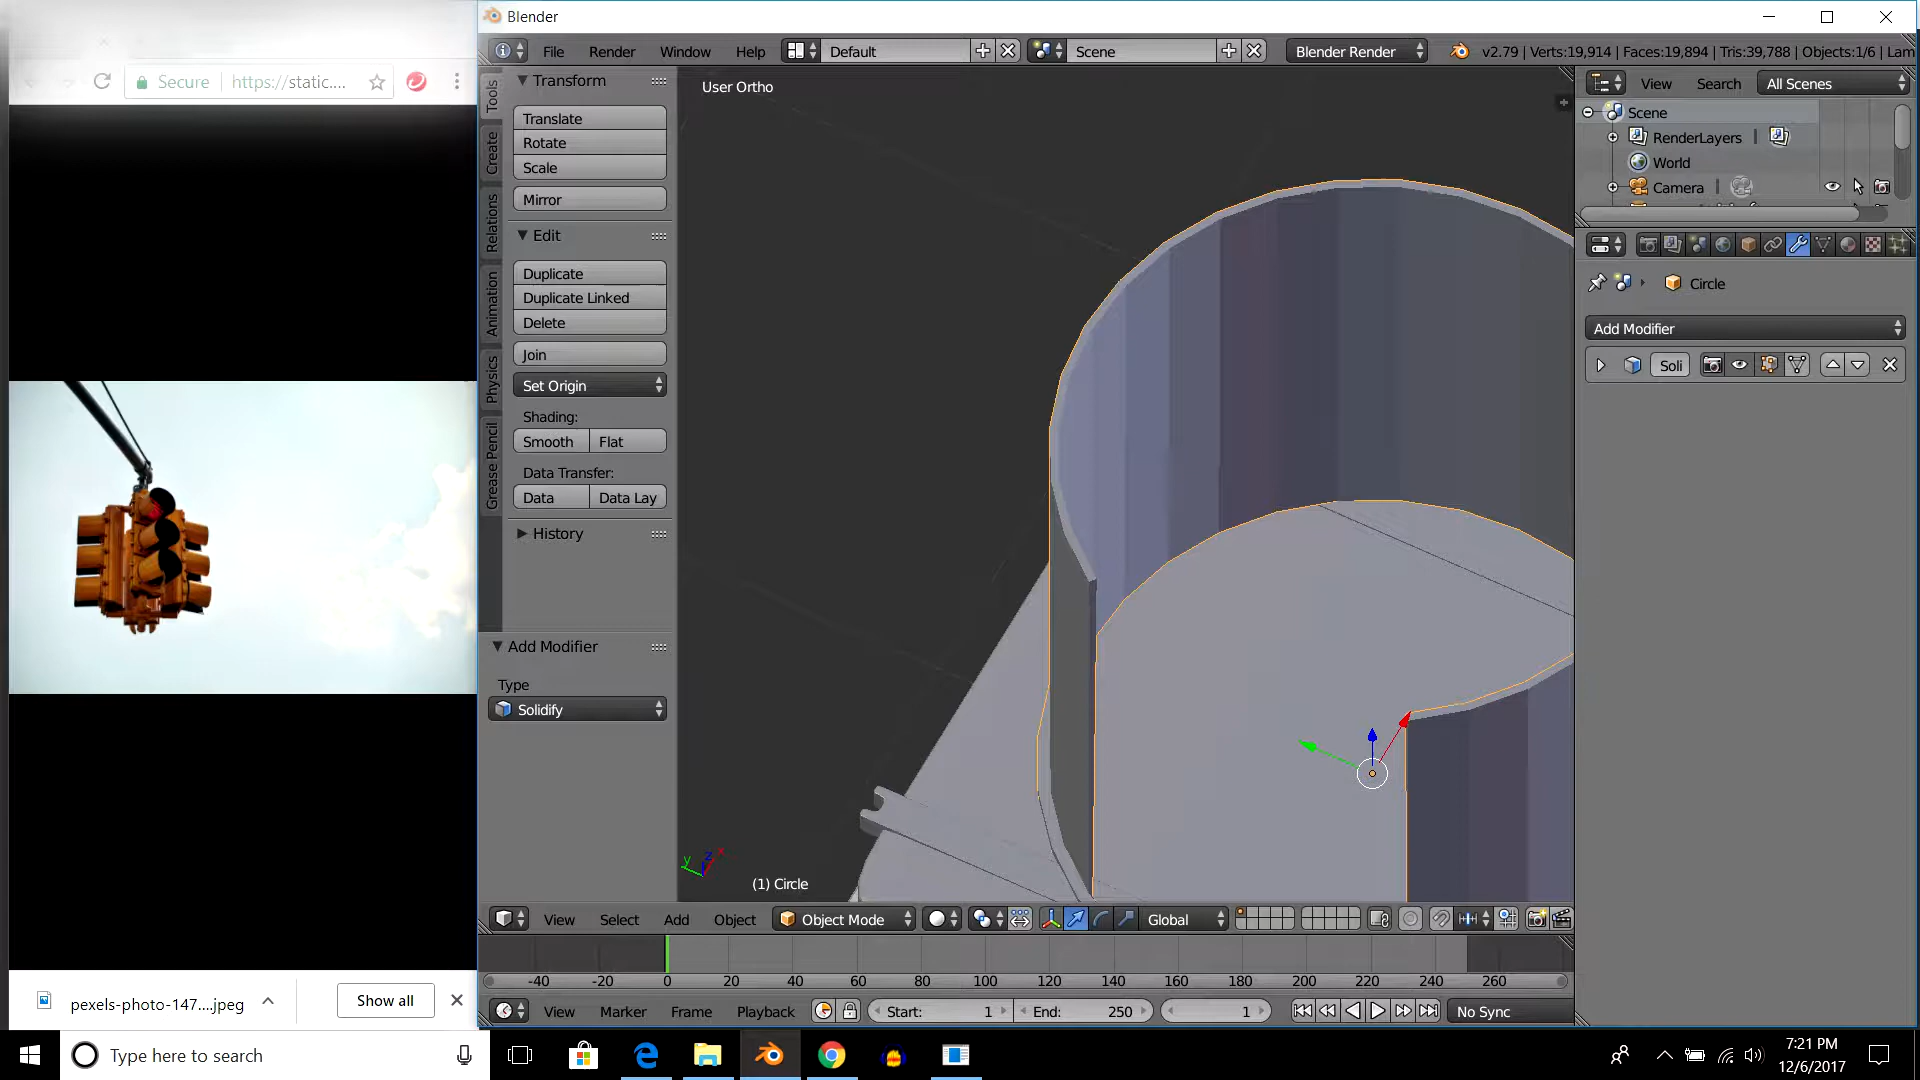 Secure
https://static....
pexels-photo-147....jpeg
Show all
Blender
File
Render
Window
Help
Default
Scene
Blender Render
v2.79 | Verts:19,914 | Faces:19,894 | Tris:39,788 | Objects:1/6 | Lam
Tools
Create
Relations
Animation
Physics
Grease Pencil
Transform
Translate
Rotate
Scale
Mirror
Edit
Duplicate
Duplicate Linked
Delete
Join
Set Origin
Shading:
Smooth
Flat
Data Transfer:
Data
Data Lay
History
Add Modifier
Type
Solidify
User Ortho
y
z
x
(1) Circle
View
Select
Add
Object
Object Mode
Global
View
Search
All Scenes
Scene
RenderLayers
World
Camera
Circle
Add Modifier
Soli
-40 -20 0 20 40 60 80 100 120 140 160 180 200 220 240 260
View
Marker
Frame
Playback
Start: 1
End: 250
1
No Sync
Type here to search
7:21 PM
12/6/2017